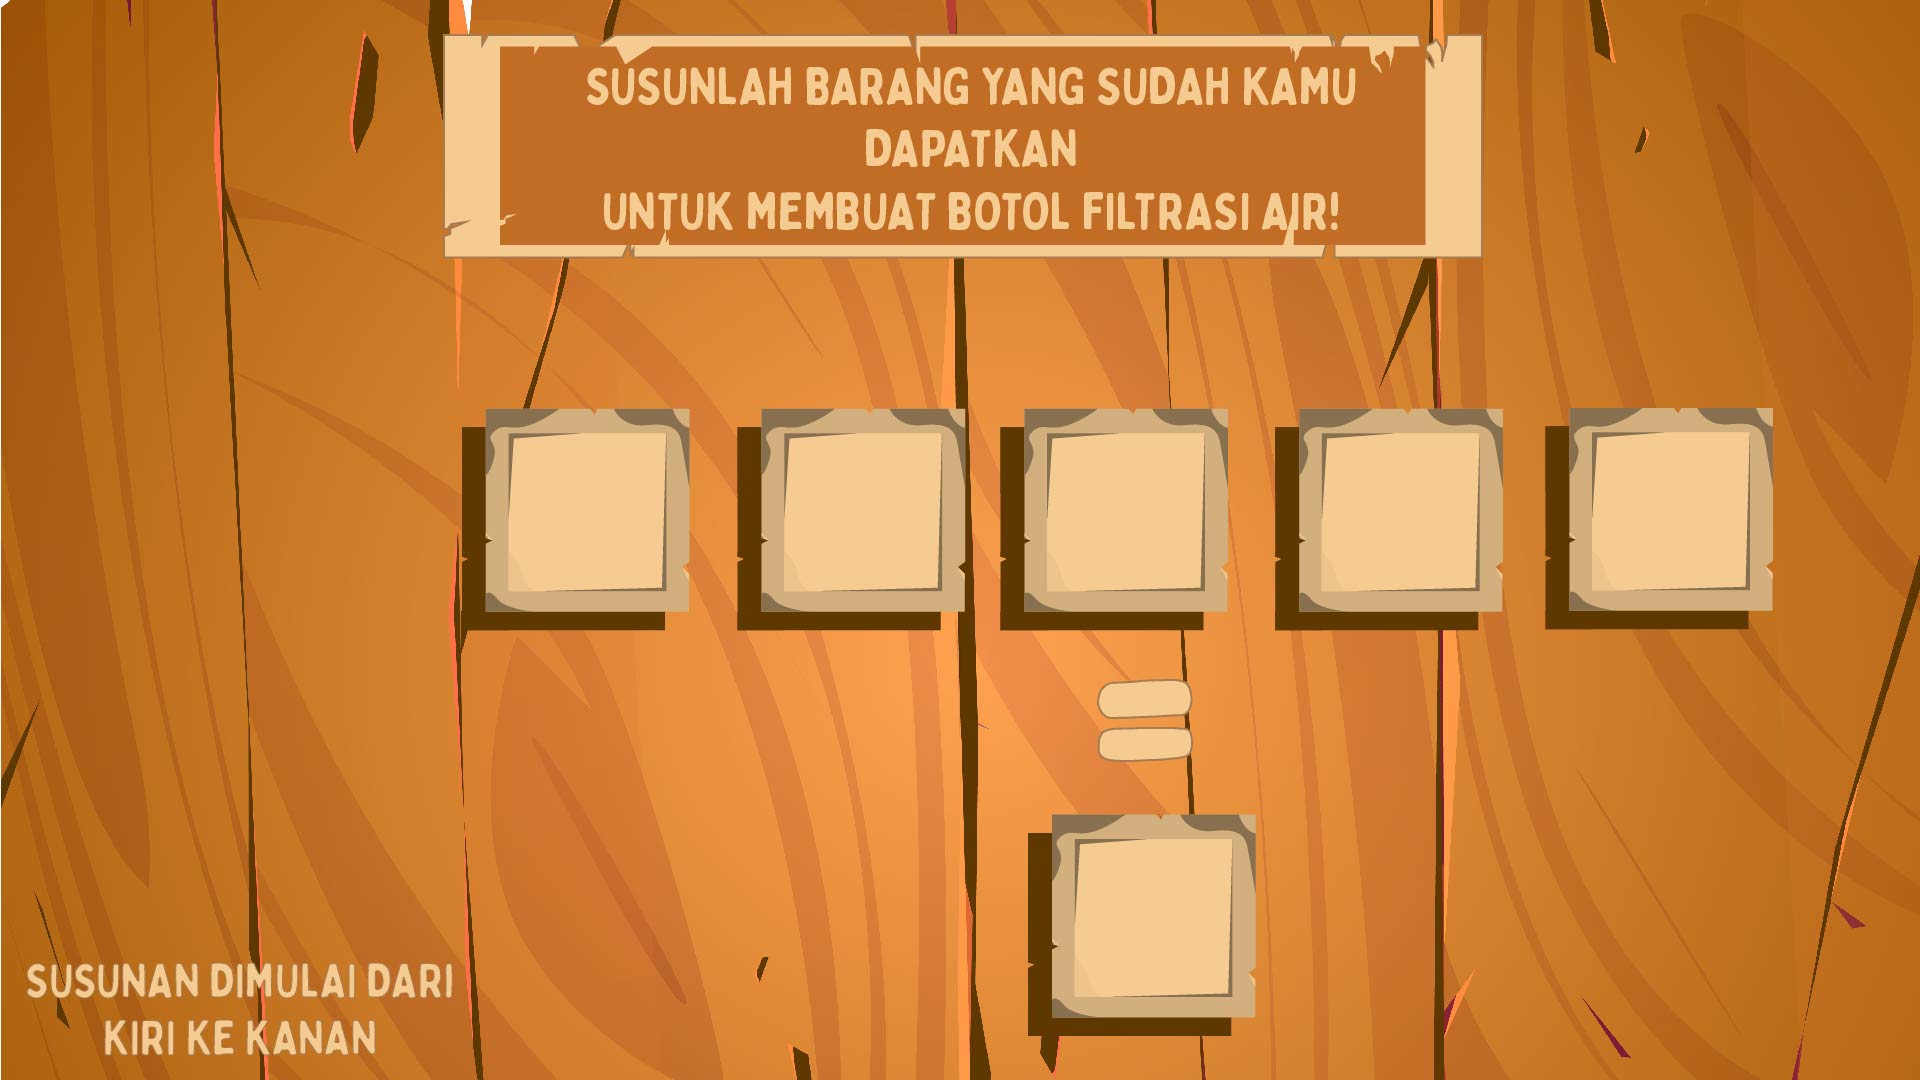 SUSUNLAH BARANG YANG SUDAH KAMU
DAPATKAN
UNTUK MEMBUAT BOTOL FILTRASI AIR!
SUSUNAN DIMULAI DARI
KIRI KE KANAN